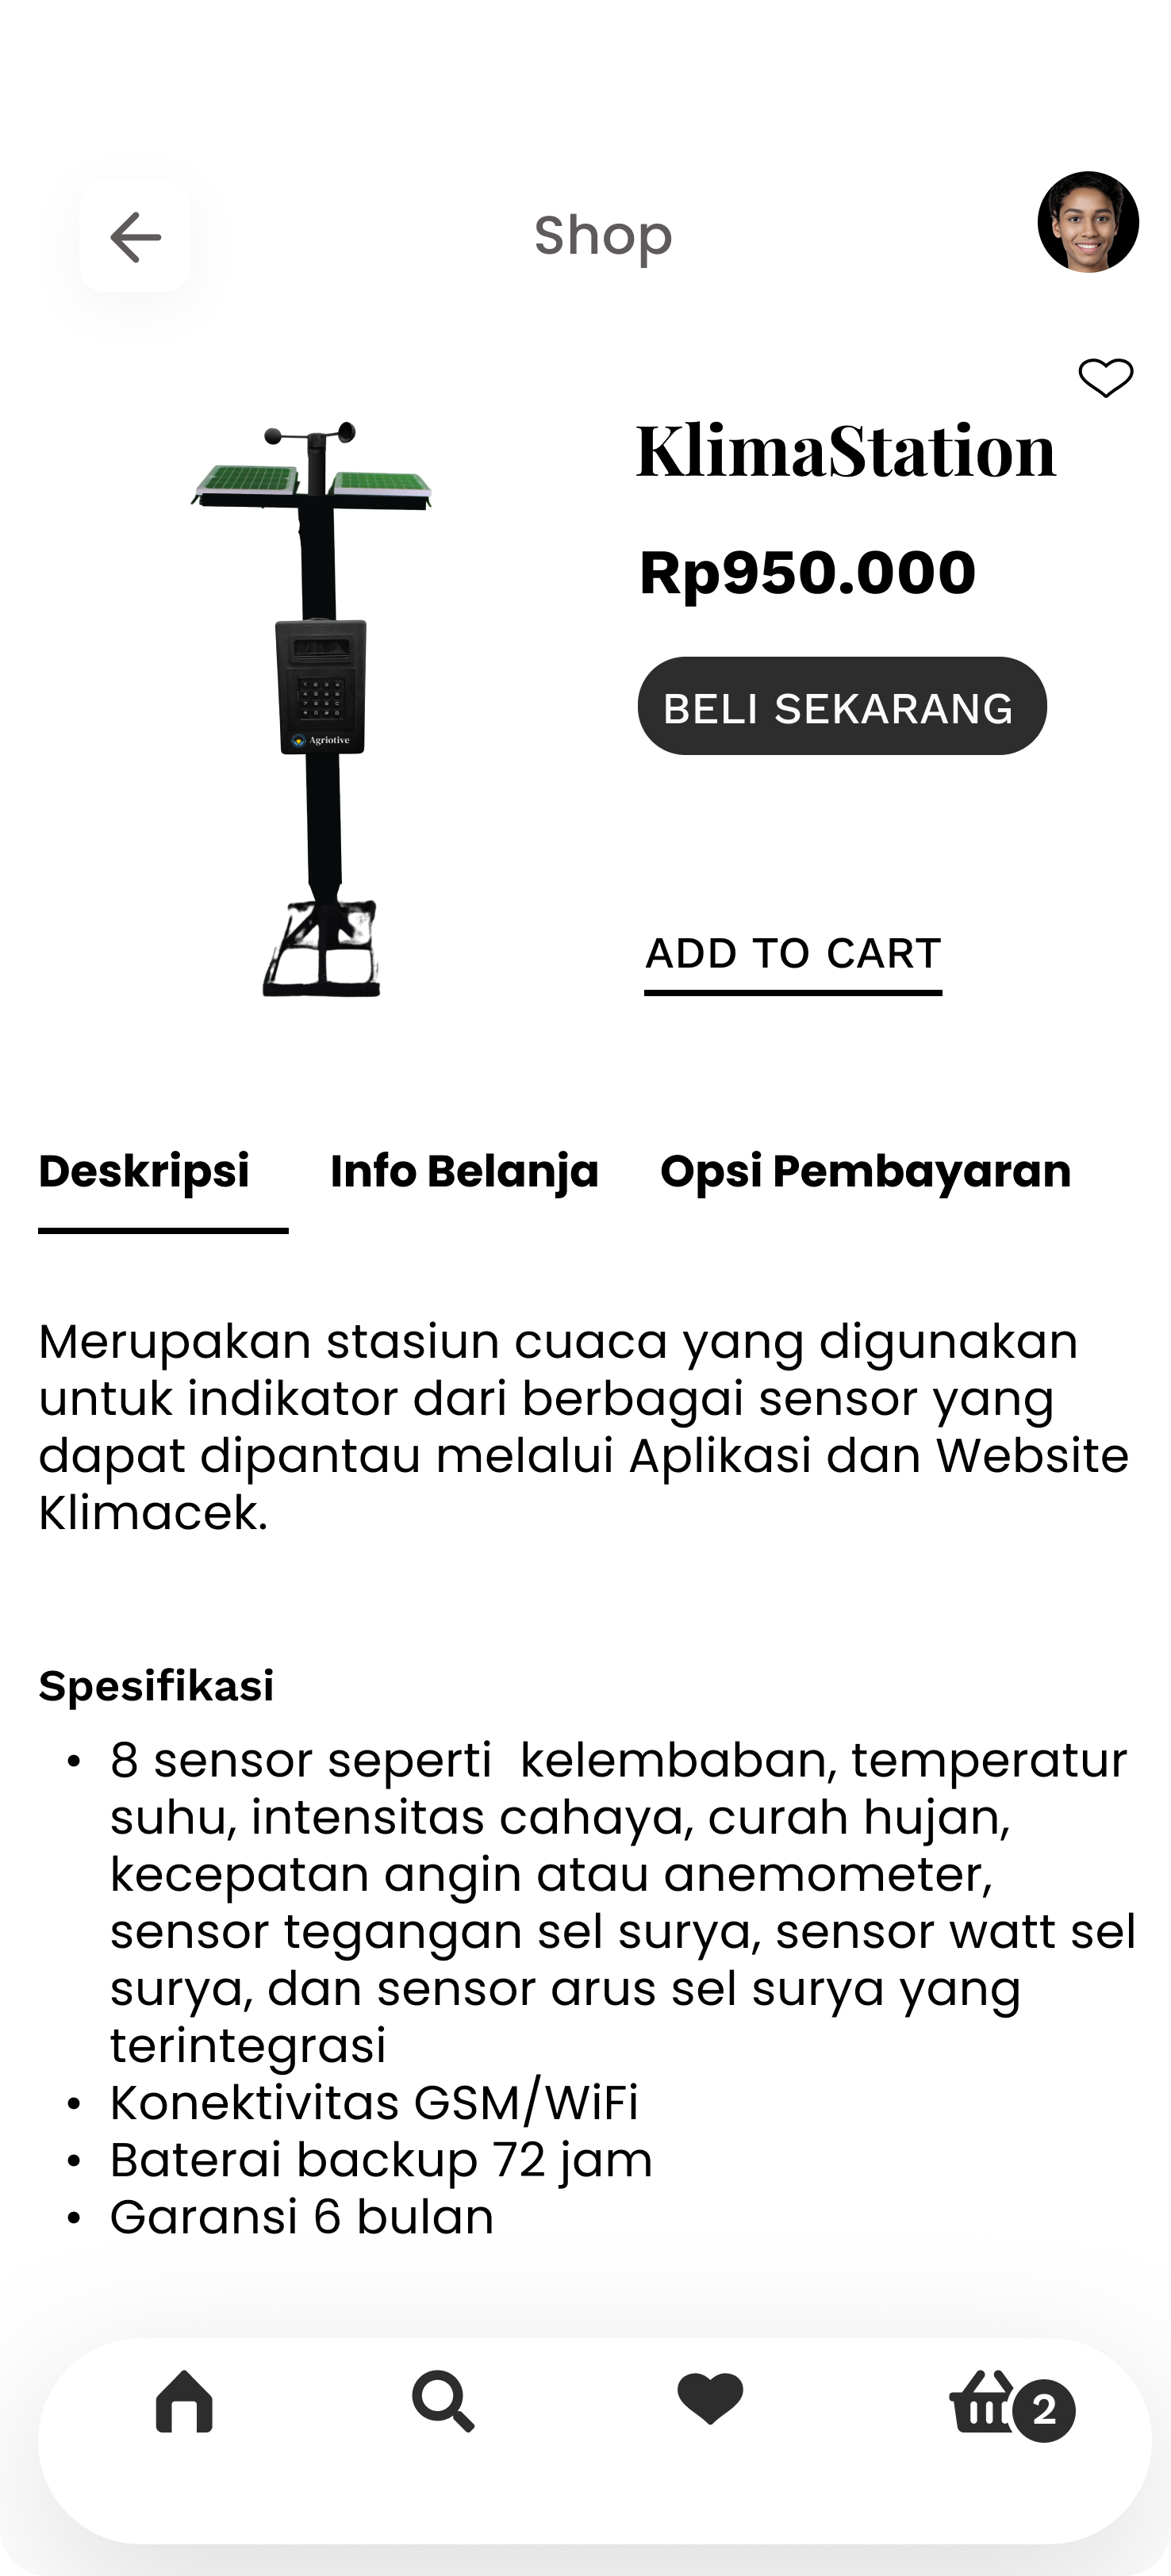 Shop
KlimaStation
Rp950.000
BELI SEKARANG
Agriotive
ADD TO CART
Deskripsi
Info Belanja
Opsi Pembayaran
Merupakan stasiun cuaca yang digunakan
untuk indikator dari berbagai sensor yang
dapat dipantau melalui Aplikasi dan Website
Klimacek.
Spesifikasi
• 8 sensor seperti  kelembaban, temperatur
suhu, intensitas cahaya, curah hujan,
kecepatan angin atau anemometer,
sensor tegangan sel surya, sensor watt sel
surya, dan sensor arus sel surya yang
terintegrasi
• Konektivitas GSM/WiFi
• Baterai backup 72 jam
• Garansi 6 bulan
2